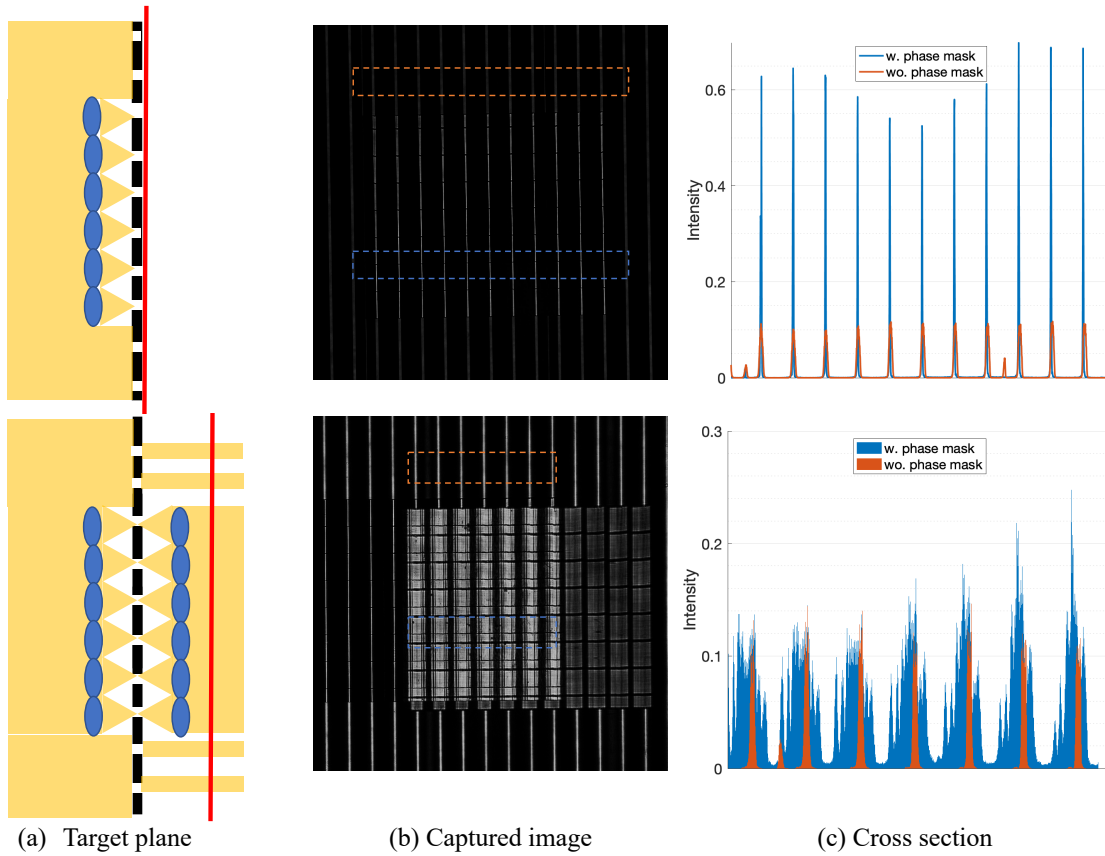 w. phase mask
wo. phase mask
0.6
0.4
0.2
0
Intensity
0.3
w. phase mask
wo. phase mask
0.2
0.1
0
Intensity
(a) Target plane
(b) Captured image
(c) Cross section